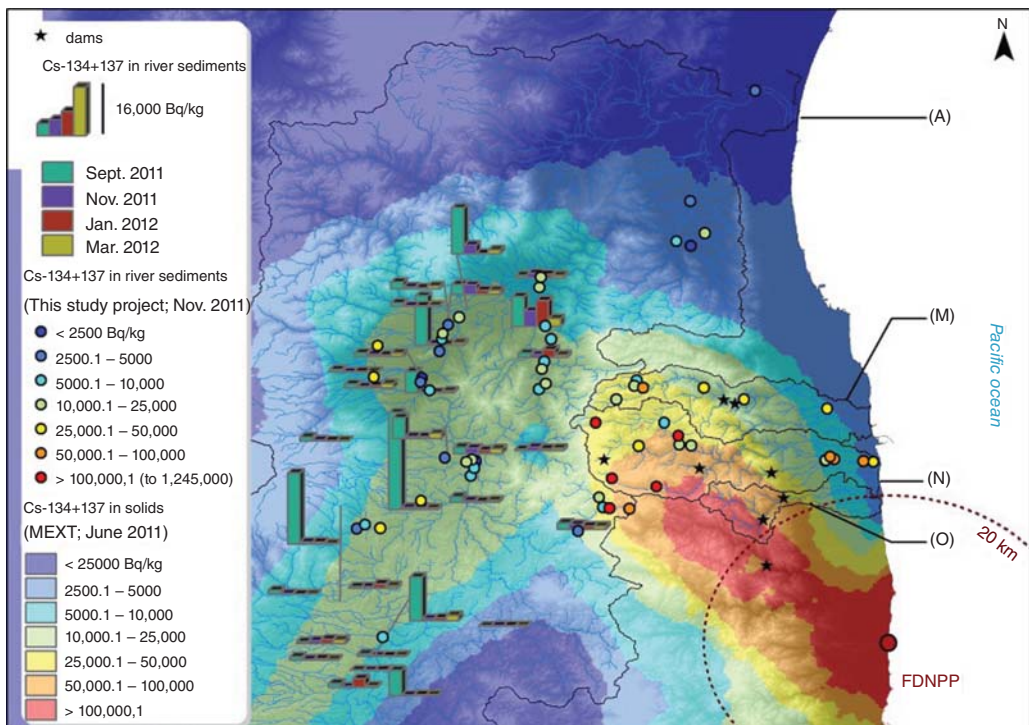 dams
Cs-134+137 in river sediments
16,000 Bq/kg
Sept. 2011
Nov. 2011
Jan. 2012
Mar. 2012
Cs-134+137 in river sediments
(This study project; Nov. 2011)
< 2500 Bq/kg
2500.1 – 5000
5000.1 – 10,000
10,000.1 – 25,000
25,000.1 – 50,000
50,000.1 – 100,000
> 100,000,1 (to 1,245,000)
Cs-134+137 in solids
(MEXT; June 2011)
< 25000 Bq/kg
2500.1 – 5000
5000.1 – 10,000
10,000.1 – 25,000
25,000.1 – 50,000
50,000.1 – 100,000
> 100,000,1
N
(A)
(M)
Pacific ocean
(N)
(O)
20 km
FDNPP